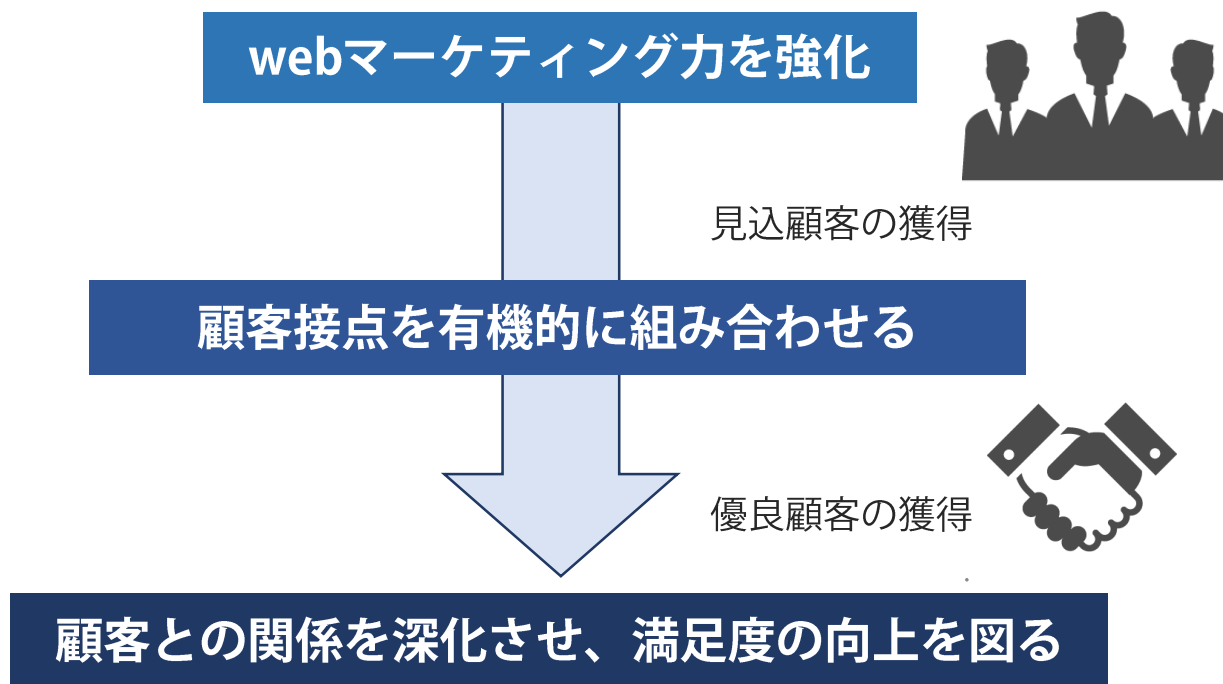 webマーケティング力を強化
見込顧客の獲得
顧客接点を有機的に組み合わせる
優良顧客の獲得
顧客との関係を深化させ、満足度の向上を図る